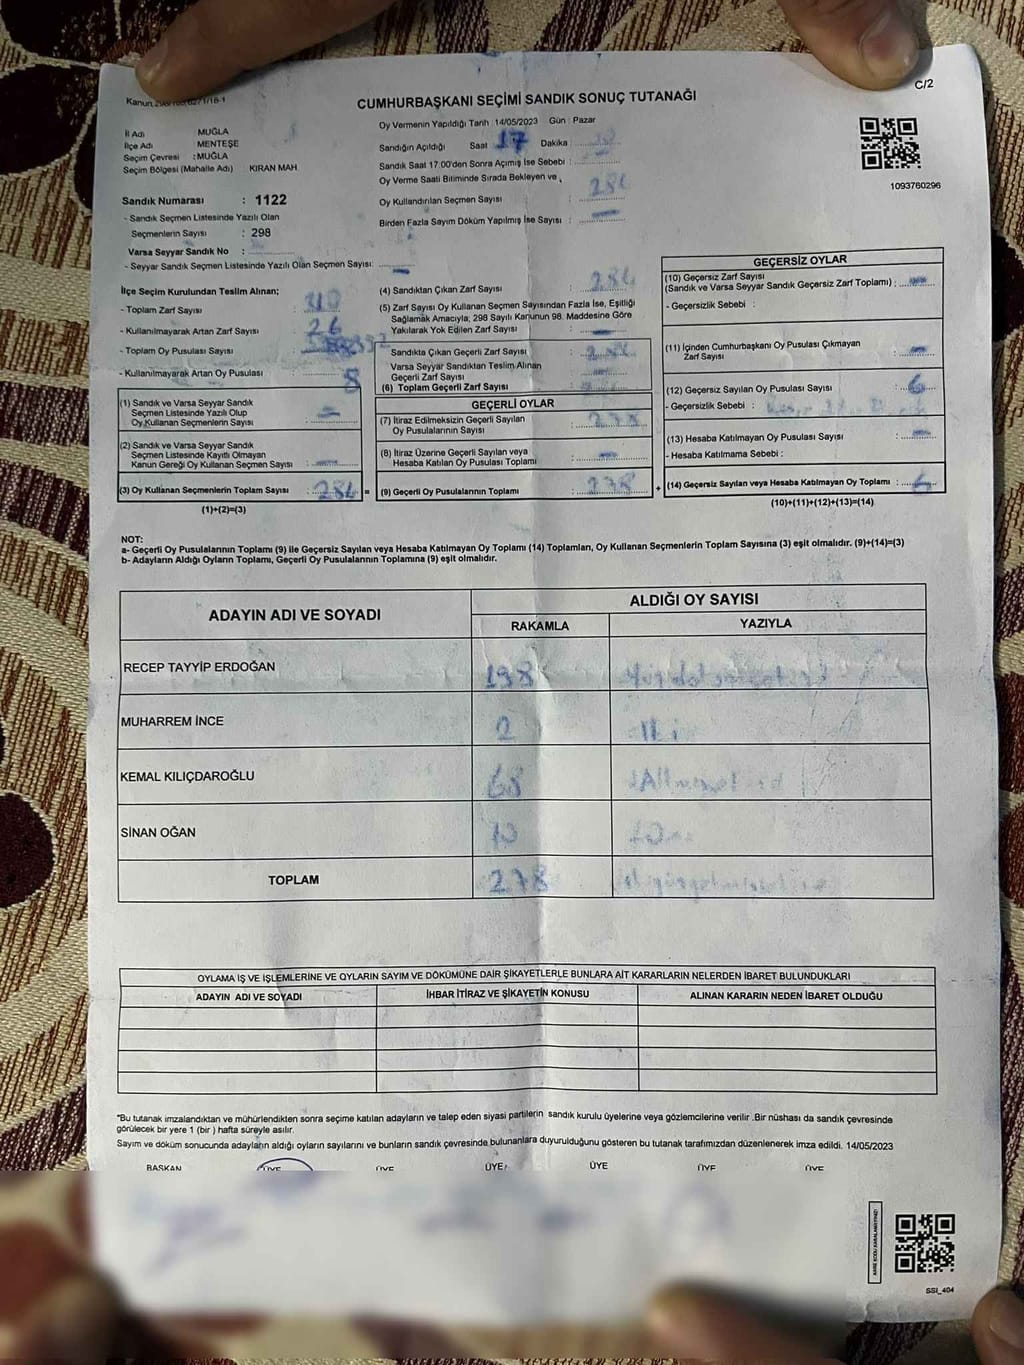 Kanun:
C/2
CUMHURBAŞKANI SEÇİMİ SANDIK SONUÇ TUTANAĞI
İl Adı MUĞLA
İlçe Adı MENTEŞE
Seçim Çevresi : MUĞLA
Seçim Bölgesi (Mahalle Adı) KIRAN MAH
Oy Vermenin Yapıldığı Tarih : 14/05/2023 Gün : Pazar
Sandığın Açıldığı Saat 17 Dakika :
Sandık Saat 17:00'den Sonra Açımış İse Sebebi :
Oy Verme Saati Bitiminde Sırada Bekleyen ve
Oy Kullandırılan Seçmen Sayısı : 284
Birden Fazla Sayım Döküm Yapılmış İse Sayısı : -
1093760296
Sandık Numarası : 1122
- Sandık Seçmen Listesinde Yazılı Olan
Seçmenlerin Sayısı : 298
Varsa Seyyar Sandık No :
- Seyyar Sandık Seçmen Listesinde Yazılı Olan Seçmen Sayısı: -
İlçe Seçim Kurulundan Teslim Alınan;
- Toplam Zarf Sayısı : 310
- Kullanılmayarak Artan Zarf Sayısı : 26
- Toplam Oy Pusulası Sayısı :
- Kullanılmayarak Artan Oy Pusulası
(1) Sandık ve Varsa Seyyar Sandık
Seçmen Listesinde Yazılı Olup
Oy Kullanan Seçmenlerin Sayısı : -
(2) Sandık ve Varsa Seyyar Sandık
Seçmen Listesinde Kayıtlı Olmayan
Kanun Gereği Oy Kullanan Seçmen Sayısı : -
(3) Oy Kullanan Seçmenlerin Toplam Sayısı : 284 =
(1)+(2)=(3)
(4) Sandıktan Çıkan Zarf Sayısı : 284
(5) Zarf Sayısı Oy Kullanan Seçmen Sayısından Fazla İse, Eşitliği
Sağlamak Amacıyla; 298 Sayılı Kanunun 98. Maddesine Göre
Yakılarak Yok Edilen Zarf Sayısı : -
Sandıkta Çıkan Geçerli Zarf Sayısı : 284
Varsa Seyyar Sandıktan Teslim Alınan
Geçerli Zarf Sayısı :
(6) Toplam Geçerli Zarf Sayısı :
GEÇERLİ OYLAR
(7) İtiraz Edilmeksizin Geçerli Sayılan
Oy Pusulalarının Sayısı : 278
(8) İtiraz Üzerine Geçerli Sayılan veya
Hesaba Katılan Oy Pusulası Toplamı : -
(9) Geçerli Oy Pusulalarının Toplamı : 278 +
GEÇERSİZ OYLAR
(10) Geçersiz Zarf Sayısı
(Sandık ve Varsa Seyyar Sandık Geçersiz Zarf Toplamı) : -
- Geçersizlik Sebebi :
(11) İçinden Cumhurbaşkanı Oy Pusulası Çıkmayan
Zarf Sayısı : -
(12) Geçersiz Sayılan Oy Pusulası Sayısı : 6
- Geçersizlik Sebebi :
(13) Hesaba Katılmayan Oy Pusulası Sayısı : -
- Hesaba Katılmama Sebebi :
(14) Geçersiz Sayılan veya Hesaba Katılmayan Oy Toplamı : 6
(10)+(11)+(12)+(13)=(14)
NOT:
a- Geçerli Oy Pusulalarının Toplamı (9) ile Geçersiz Sayılan veya Hesaba Katılmayan Oy Toplamı (14) Toplamları, Oy Kullanan Seçmenlerin Toplam Sayısına (3) eşit olmalıdır. (9)+(14)=(3)
b- Adayların Aldığı Oyların Toplamı, Geçerli Oy Pusulalarının Toplamına (9) eşit olmalıdır.
ADAYIN ADI VE SOYADI
ALDIĞI OY SAYISI
RAKAMLA YAZIYLA
RECEP TAYYİP ERDOĞAN 198
MUHARREM İNCE 2 iki
KEMAL KILIÇDAROĞLU 68
SİNAN OĞAN 10
TOPLAM 278
OYLAMA İŞ VE İŞLEMLERİNE VE OYLARIN SAYIM VE DÖKÜMÜNE DAİR ŞİKAYETLERLE BUNLARA AİT KARARLARIN NELERDEN İBARET BULUNDUKLARI
ADAYIN ADI VE SOYADI İHBAR İTİRAZ VE ŞİKAYETİN KONUSU ALINAN KARARIN NEDEN İBARET OLDUĞU
*Bu tutanak imzalandıktan ve mühürlendikten sonra seçime katılan adayların ve talep eden siyasi partilerin sandık kurulu üyelerine veya gözlemcilerine verilir .Bir nüshası da sandık çevresinde
görülecek bir yere 1 (bir ) hafta süreyle asılır.
Sayım ve döküm sonucunda adayların aldığı oyların sayılarını ve bunların sandık çevresinde bulunanlara duyurulduğunu gösteren bu tutanak tarafımızdan düzenlenerek imza edildi. 14/05/2023
BAŞKAN ÜYE ÜYE ÜYE ÜYE ÜYE ÜYE
SSI_404